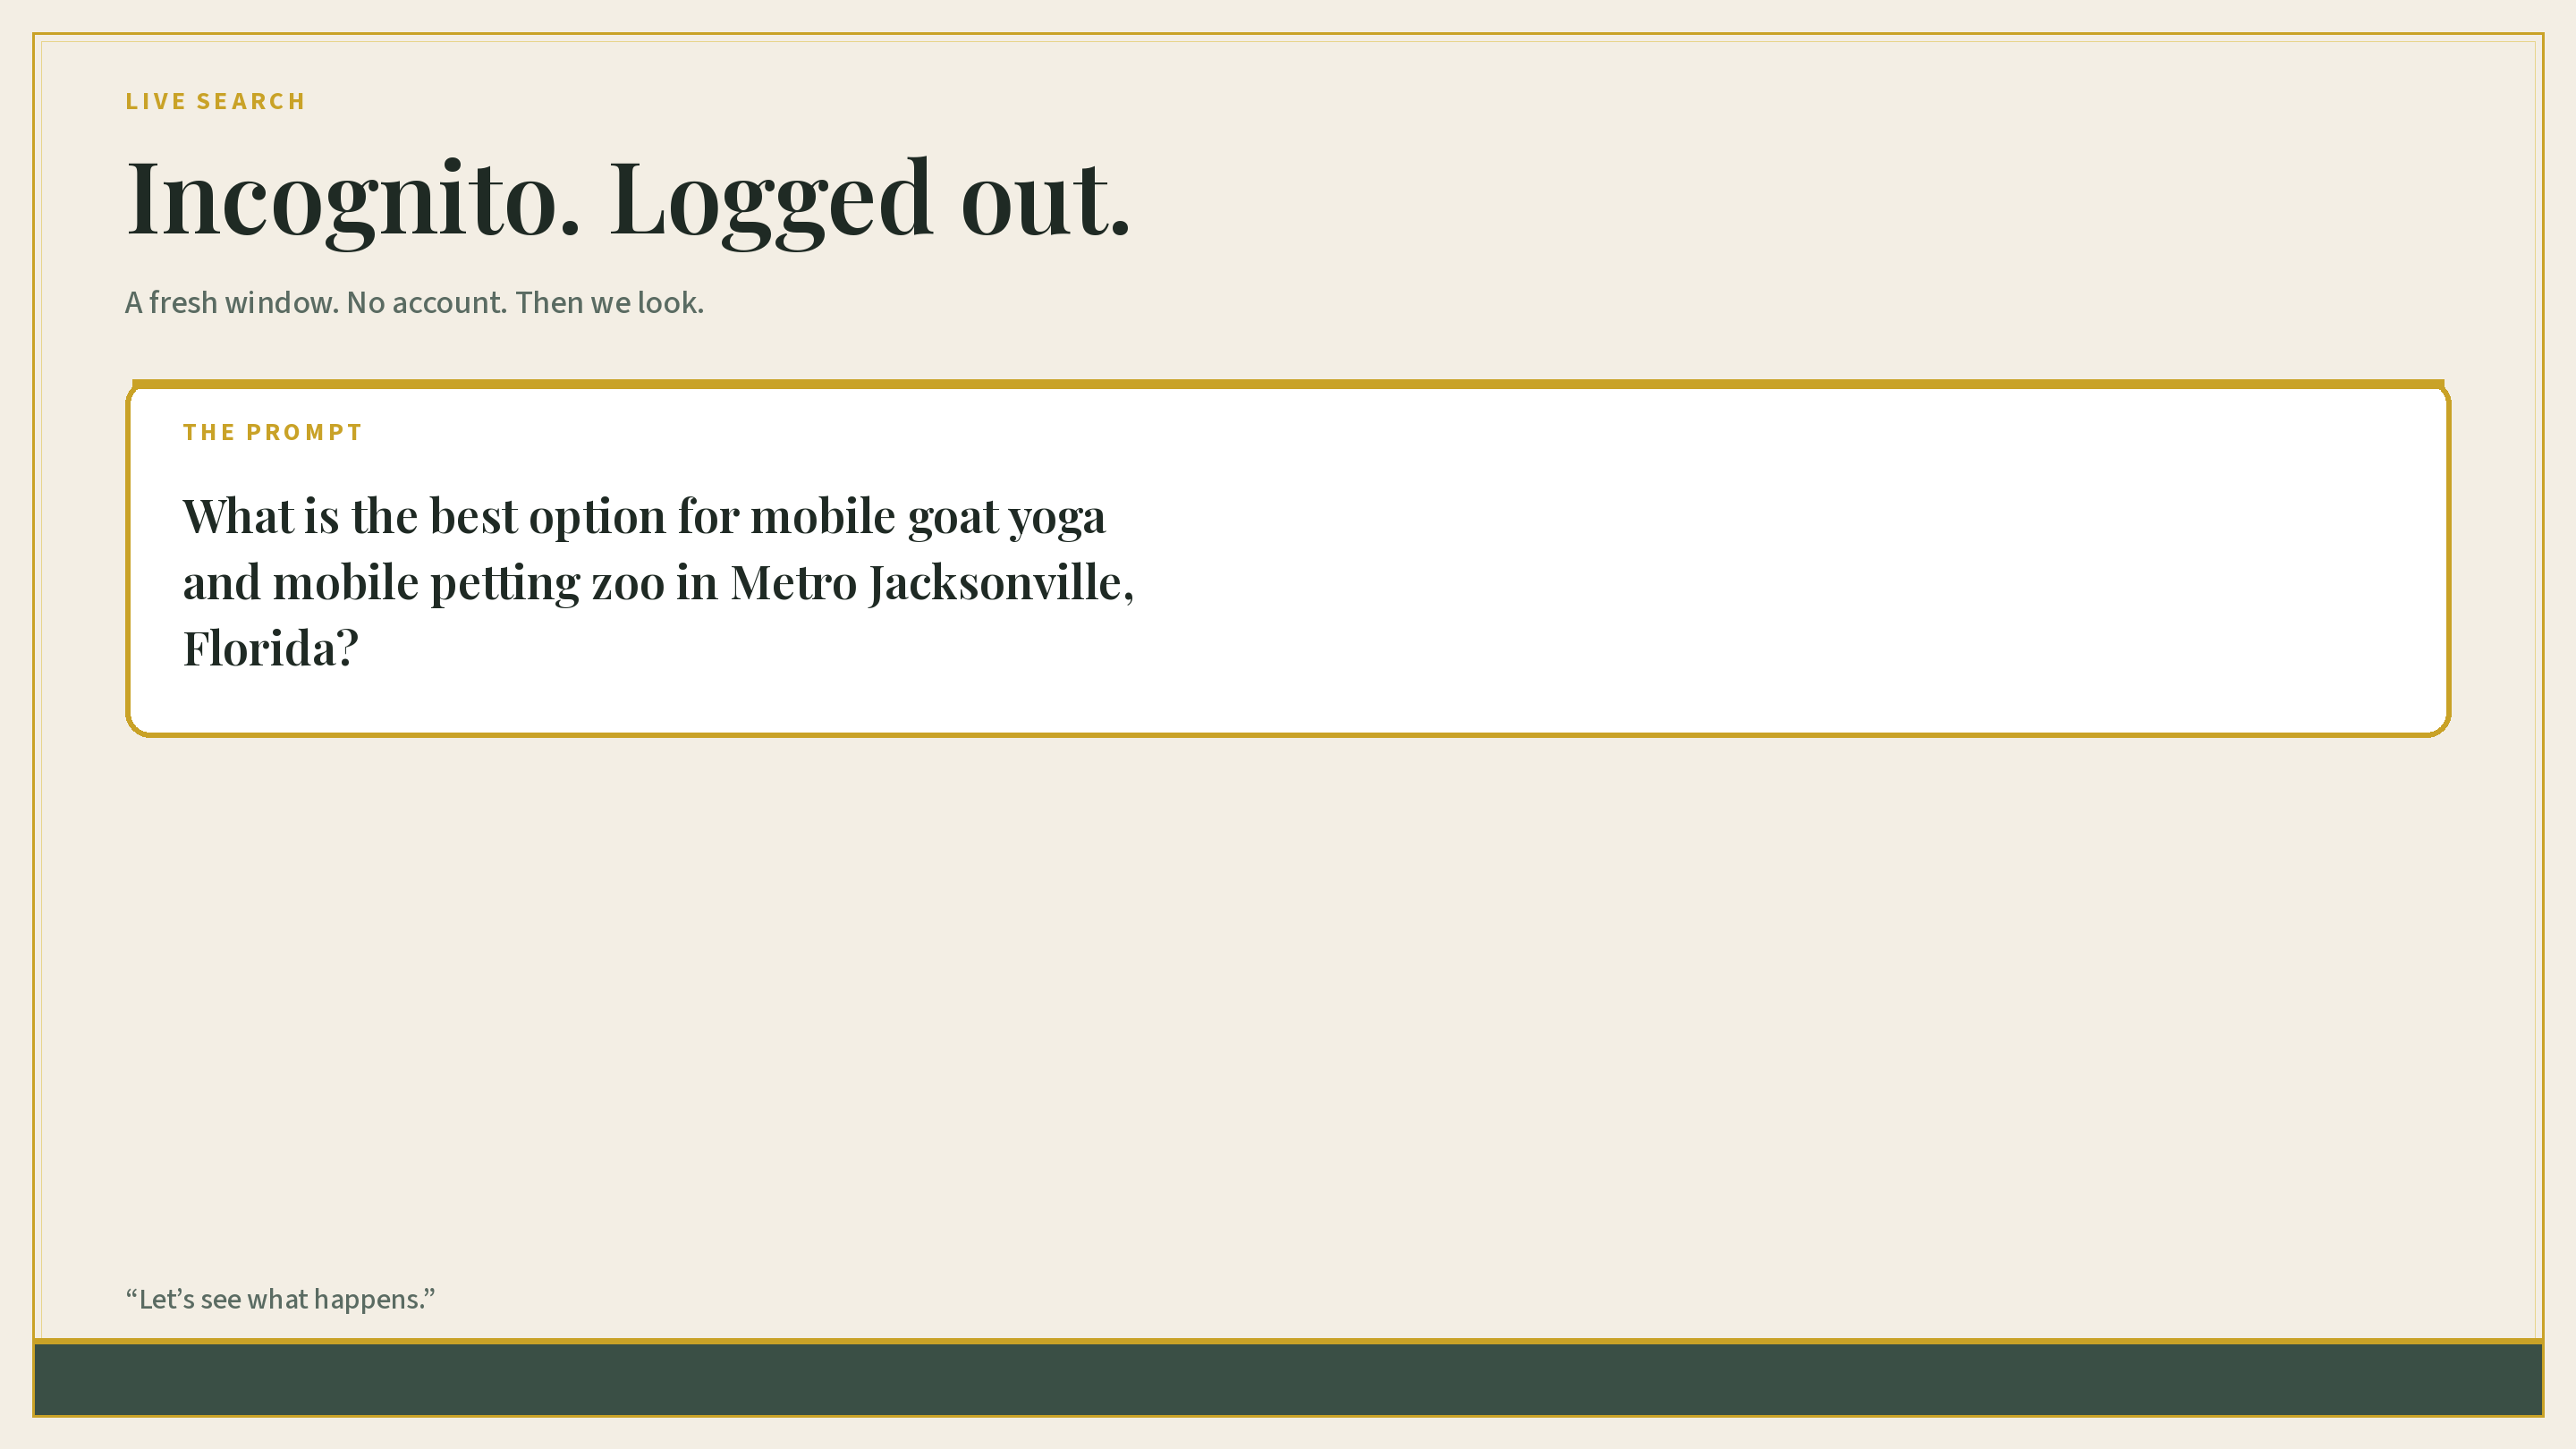 LIVE SEARCH
Incognito. Logged out.
A fresh window. No account. Then we look.
THE PROMPT
What is the best option for mobile goat yoga
and mobile petting zoo in Metro Jacksonville,
Florida?
“Let’s see what happens.”